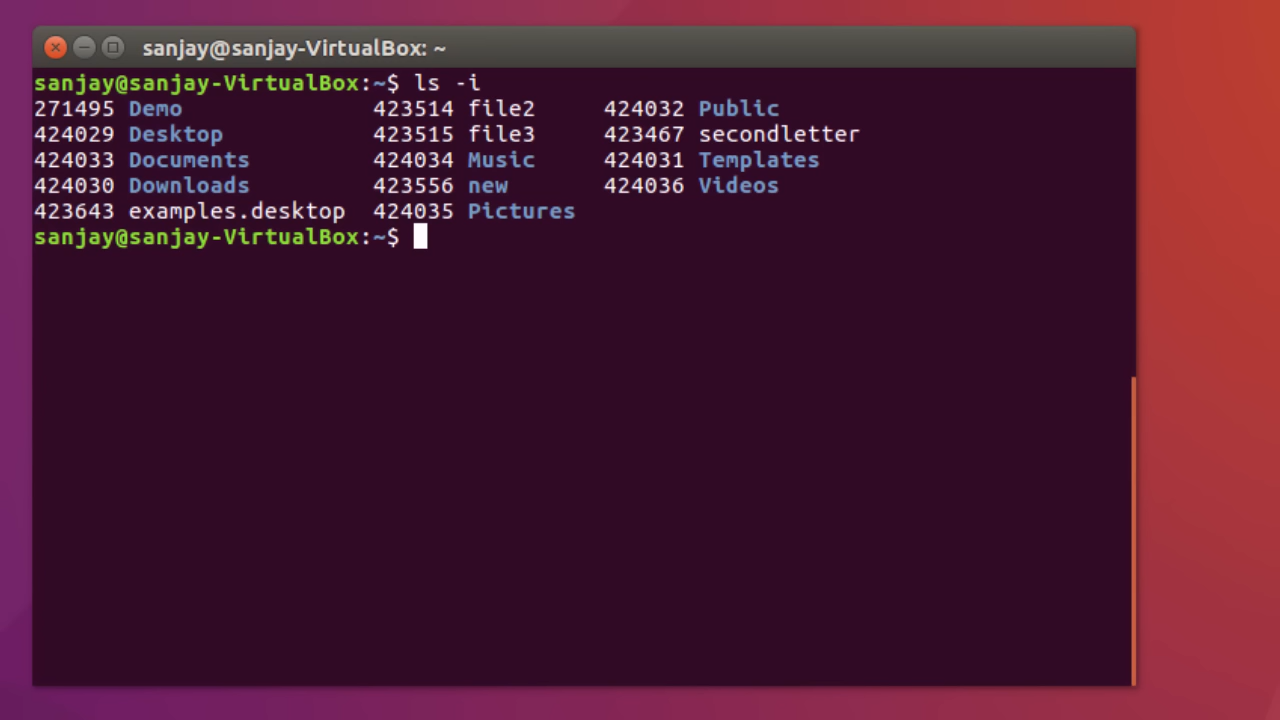 sanjay@sanjay-VirtualBox: ~
sanjay@sanjay-VirtualBox:~$ ls -i
271495 Demo             423514 file2     424032 Public
424029 Desktop          423515 file3     423467 secondletter
424033 Documents        424034 Music     424031 Templates
424030 Downloads        423556 new       424036 Videos
423643 examples.desktop  424035 Pictures
sanjay@sanjay-VirtualBox:~$